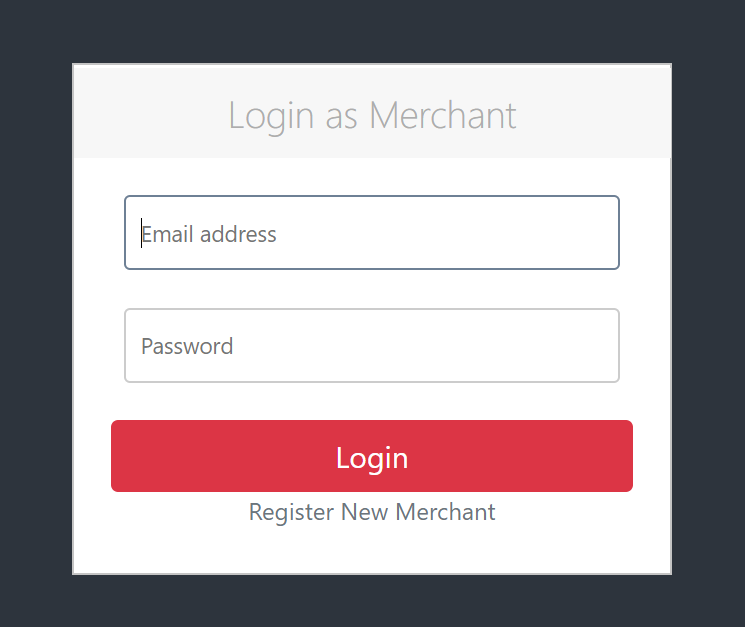 Login as Merchant
Email address
Password
Login
Register New Merchant